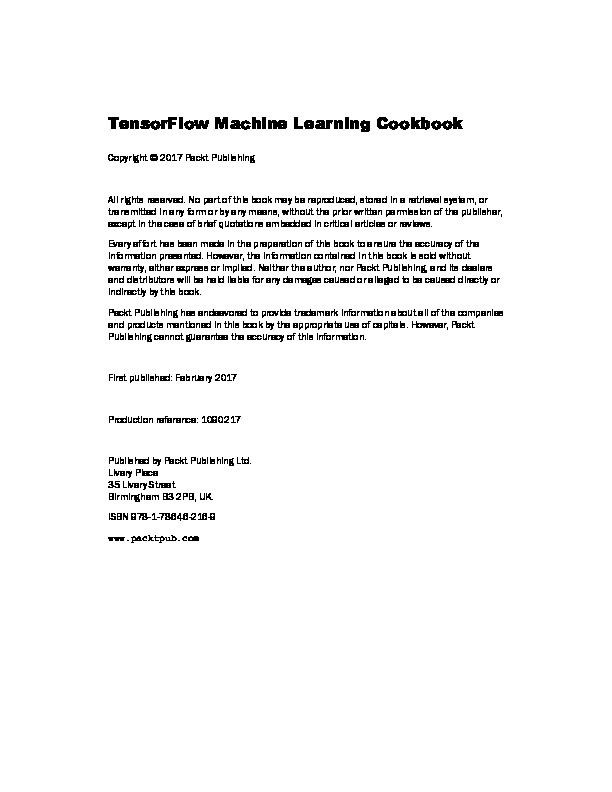 TensorFlow Machine Learning Cookbook
Copyright © 2017 Packt Publishing
All rights reserved. No part of this book may be reproduced, stored in a retrieval system, or
transmitted in any form or by any means, without the prior written permission of the publisher,
except in the case of brief quotations embedded in critical articles or reviews.
Every effort has been made in the preparation of this book to ensure the accuracy of the
information presented. However, the information contained in this book is sold without
warranty, either express or implied. Neither the author, nor Packt Publishing, and its dealers
and distributors will be held liable for any damages caused or alleged to be caused directly or
indirectly by this book.
Packt Publishing has endeavored to provide trademark information about all of the companies
and products mentioned in this book by the appropriate use of capitals. However, Packt
Publishing cannot guarantee the accuracy of this information.
First published: February 2017
Production reference: 1090217
Published by Packt Publishing Ltd.
Livery Place
35 Livery Street
Birmingham B3 2PB, UK.
ISBN 978-1-78646-216-9
www.packtpub.com